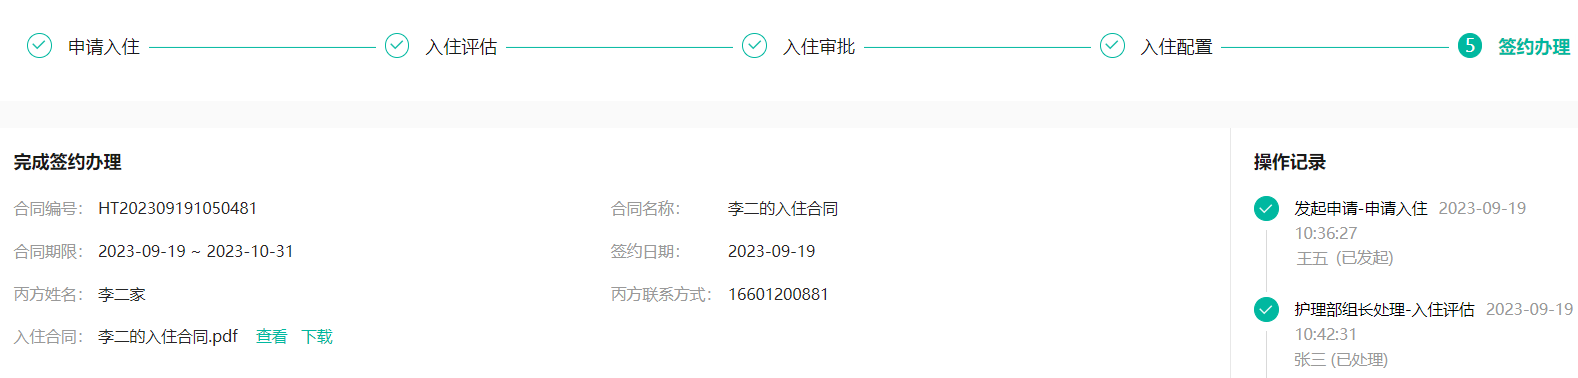 申请入住 入住评估 入住审批 入住配置 5 签约办理
完成签约办理
合同编号： HT202309191050481 合同名称： 李二的入住合同
合同期限： 2023-09-19 ~ 2023-10-31 签约日期： 2023-09-19
丙方姓名： 李二家 丙方联系方式： 16601200881
入住合同： 李二的入住合同.pdf 查看 下载
操作记录
发起申请-申请入住 2023-09-19
10:36:27
王五 (已发起)
护理部组长处理-入住评估 2023-09-19
10:42:31
张三 (已处理)